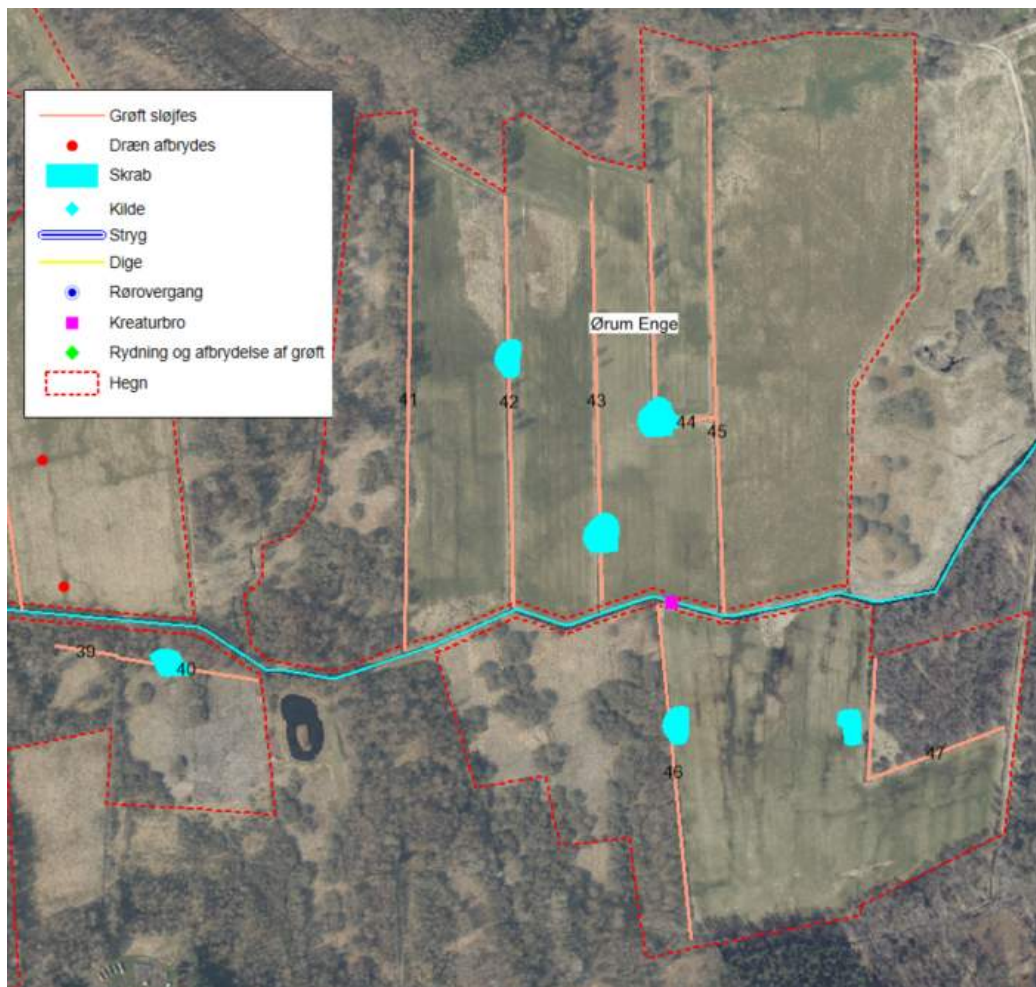 Grøft sløjfes
Dræn afbrydes
Skrab
Kilde
Stryg
Dige
Rørovergang
Kreaturbro
Rydning og afbrydelse af grøft
Hegn
Ørum Enge
41
42
43
44
45
39
40
46
47